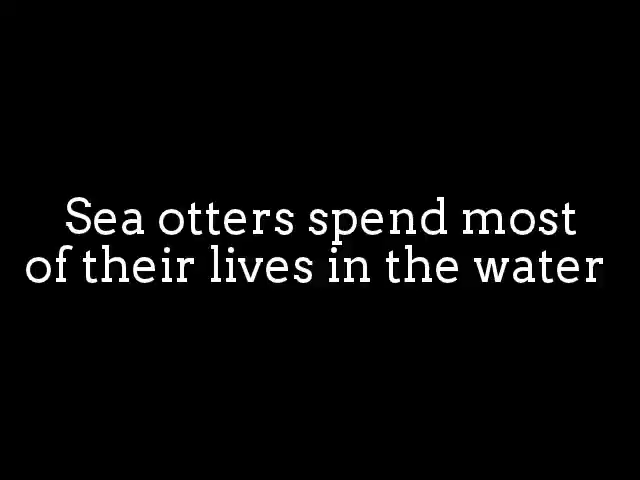 Sea otters spend most
of their lives in the water